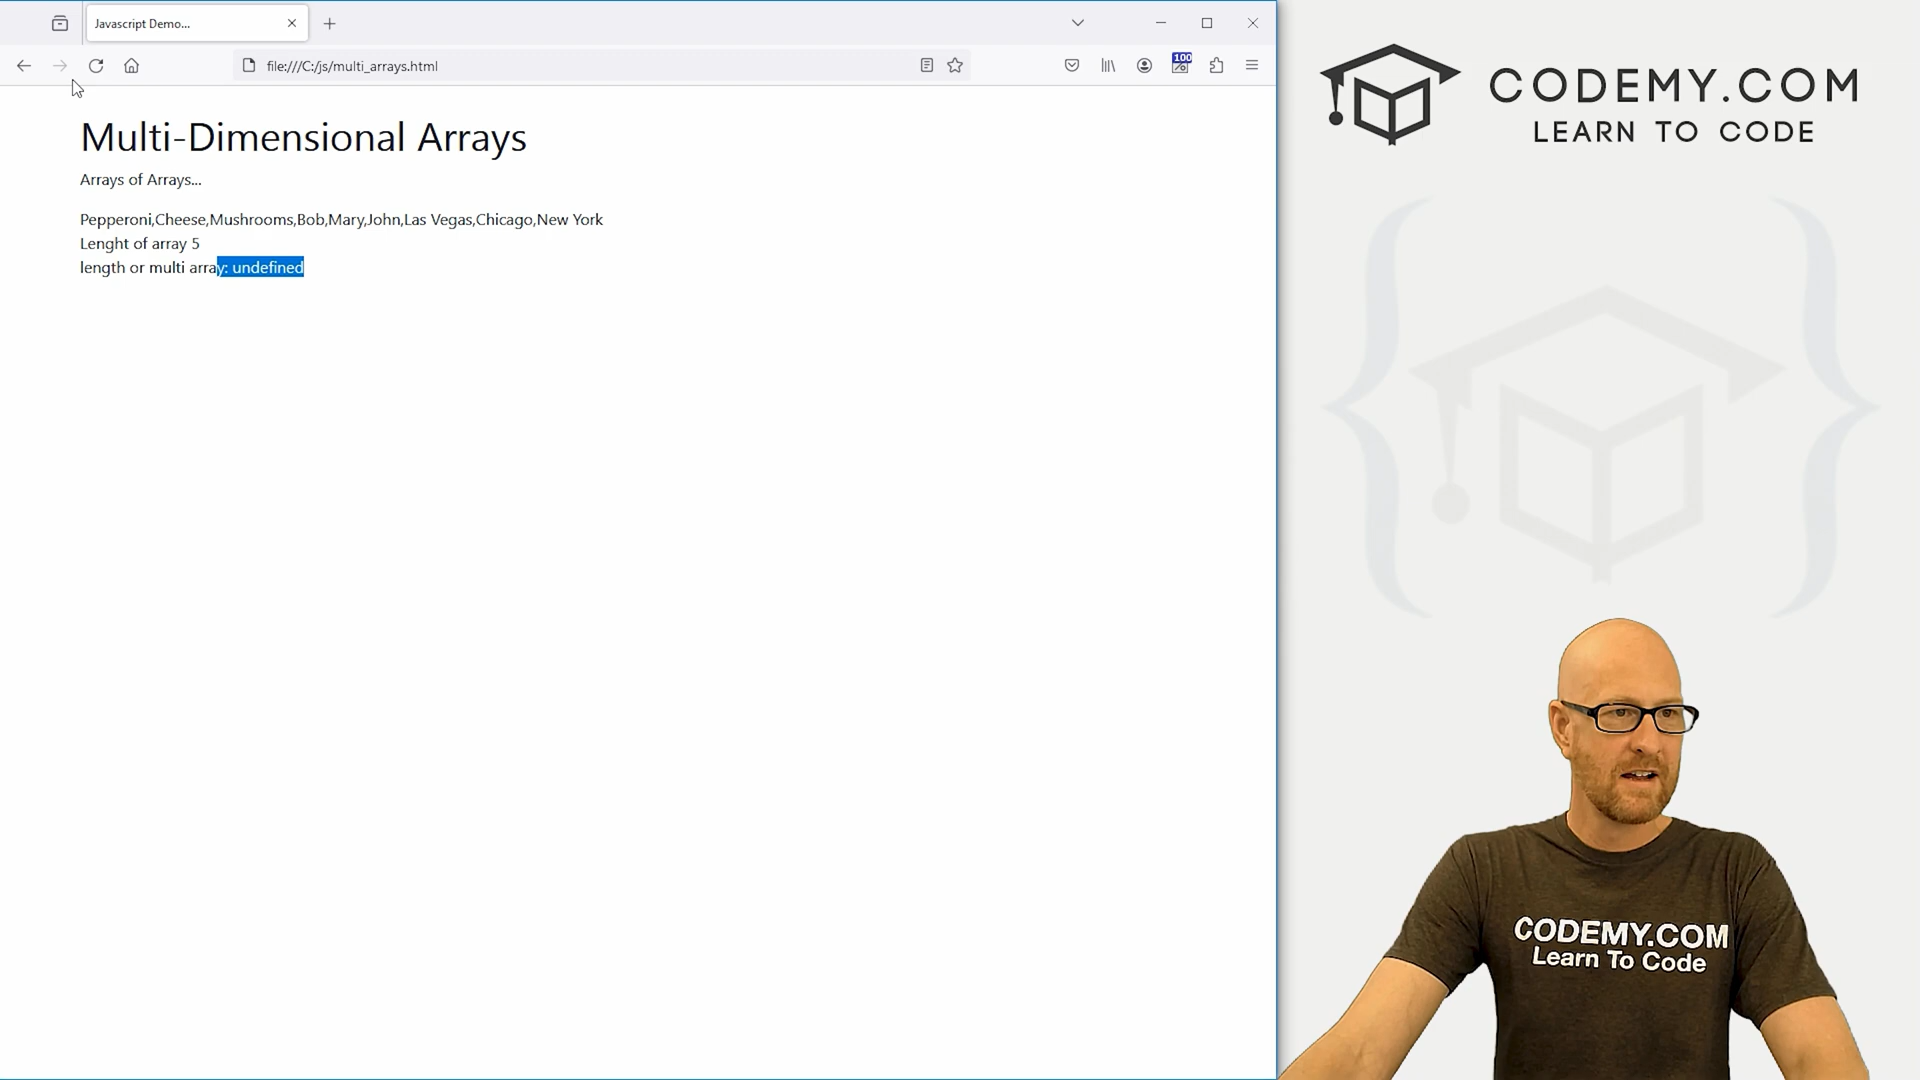 Javascript Demo...
file:///C:/js/multi_arrays.html
100
Multi-Dimensional Arrays
Arrays of Arrays...
Pepperoni,Cheese,Mushrooms,Bob,Mary,John,Las Vegas,Chicago,New York
Lenght of array 5
length or multi array: undefined
CODEMY.COM
LEARN TO CODE
CODEMY.COM
Learn To Code